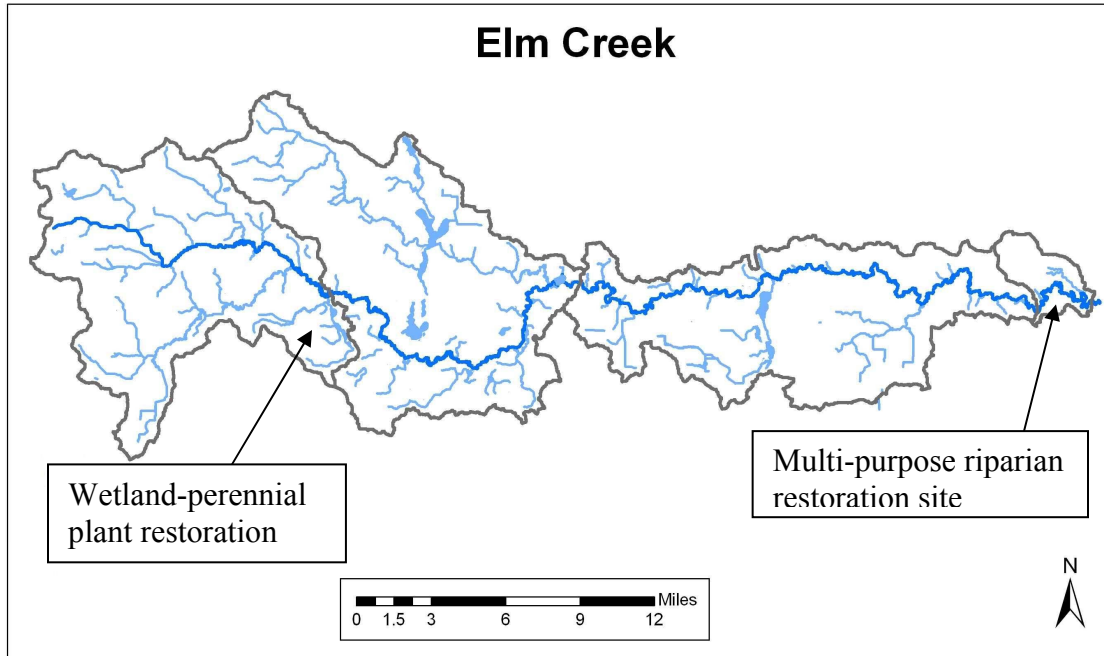 Elm Creek
Wetland-perennial
plant restoration
Multi-purpose riparian
restoration site
N
Miles
0 1.5 3 6 9 12